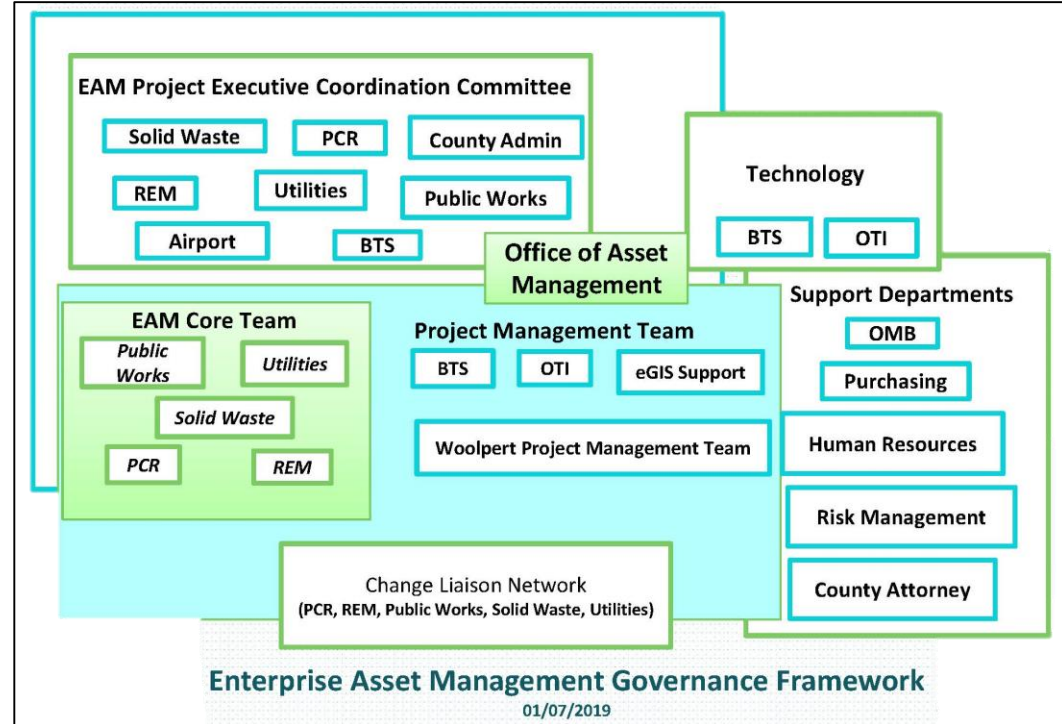 EAM Project Executive Coordination Committee
Solid Waste
PCR
County Admin
REM
Utilities
Public Works
Airport
BTS
Technology
BTS
OTI
Office of Asset
Management
EAM Core Team
Public
Works
Utilities
Solid Waste
PCR
REM
Project Management Team
BTS
OTI
eGIS Support
Woolpert Project Management Team
Support Departments
OMB
Purchasing
Human Resources
Risk Management
County Attorney
Change Liaison Network
(PCR, REM, Public Works, Solid Waste, Utilities)
Enterprise Asset Management Governance Framework
01/07/2019